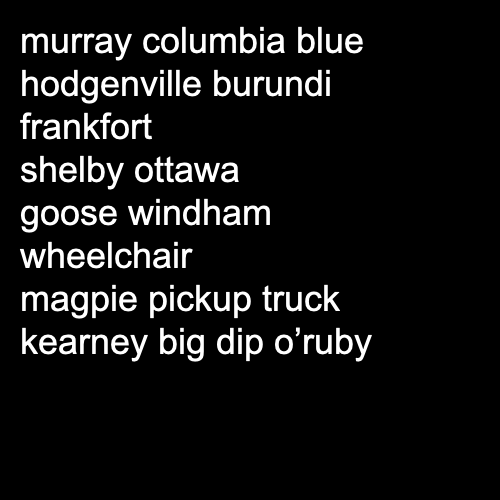 murray columbia blue
hodgenville burundi
frankfort
shelby ottawa
goose windham
wheelchair
magpie pickup truck
kearney big dip o’ruby